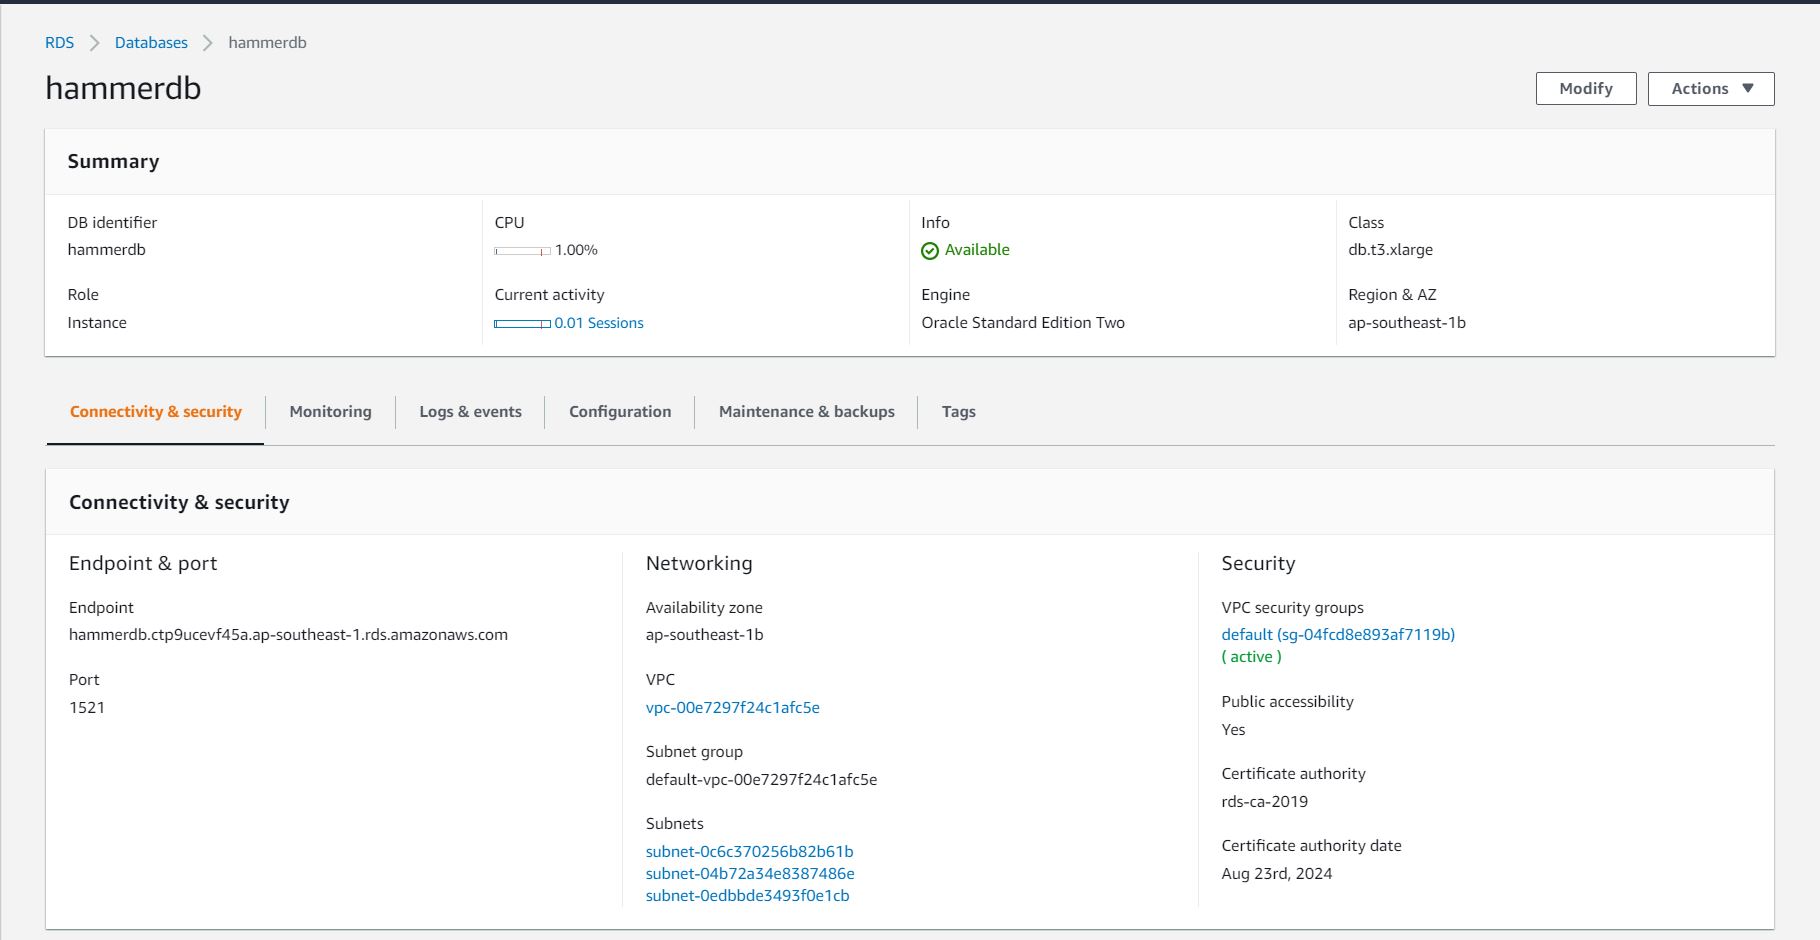 RDS > Databases > hammerdb
hammerdb
Modify
Actions
Summary
DB identifier
hammerdb
CPU
1.00%
Info
Available
Class
db.t3.xlarge
Role
Instance
Current activity
0.01 Sessions
Engine
Oracle Standard Edition Two
Region & AZ
ap-southeast-1b
Connectivity & security
Monitoring
Logs & events
Configuration
Maintenance & backups
Tags
Connectivity & security
Endpoint & port
Endpoint
hammerdb.ctp9ucevf45a.ap-southeast-1.rds.amazonaws.com
Port
1521
Networking
Availability zone
ap-southeast-1b
VPC
vpc-00e7297f24c1afc5e
Subnet group
default-vpc-00e7297f24c1afc5e
Subnets
subnet-0c6c370256b82b61b
subnet-04b72a34e8387486e
subnet-0edbbde3493f0e1cb
Security
VPC security groups
default (sg-04fcd8e893af7119b)
( active )
Public accessibility
Yes
Certificate authority
rds-ca-2019
Certificate authority date
Aug 23rd, 2024